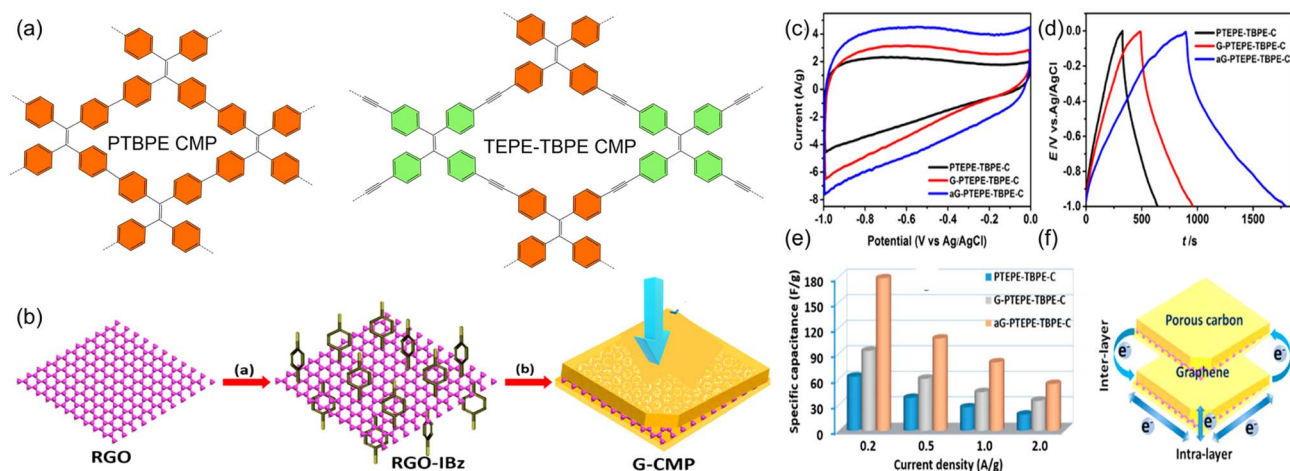 (a)
PTBPE CMP
TEPE-TBPE CMP
(b)
RGO
(a)
RGO-IBz
(b)
G-CMP
(c)
Current (A/g)
6
4
2
0
-2
-4
-6
-8
-1.0
-0.8
-0.6
-0.4
-0.2
0.0
Potential (V vs Ag/AgCl)
PTEPE-TBPE-C
G-PTEPE-TBPE-C
aG-PTEPE-TBPE-C
(d)
E /V vs.Ag/AgCl
0.0
-0.2
-0.4
-0.6
-0.8
-1.0
0
500
1000
1500
t /s
PTEPE-TBPE-C
G-PTEPE-TBPE-C
aG-PTEPE-TBPE-C
(e)
Specific capacitance (F/g)
180
150
120
90
60
30
0
0.2
0.5
1.0
2.0
Current density (A/g)
PTEPE-TBPE-C
G-PTEPE-TBPE-C
aG-PTEPE-TBPE-C
(f)
Inter-layer
Porous carbon
e⁻
e⁻
Graphene
e⁻
e⁻
e⁻
Intra-layer